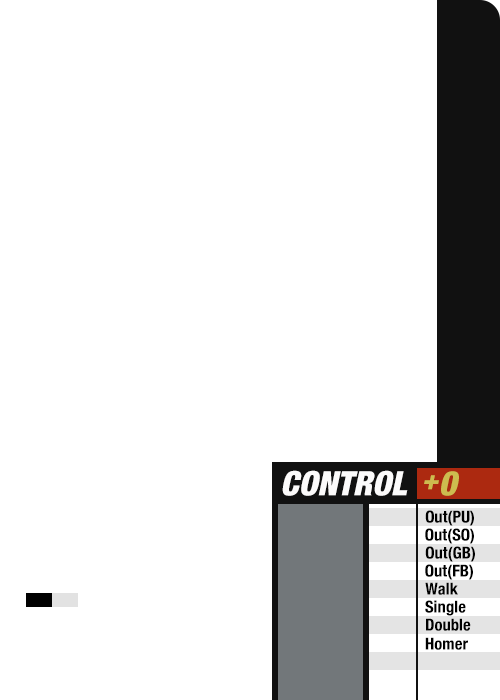 CONTROL +0
Out(PU)
Out(SO)
Out(GB)
Out(FB)
Walk
Single
Double
Homer